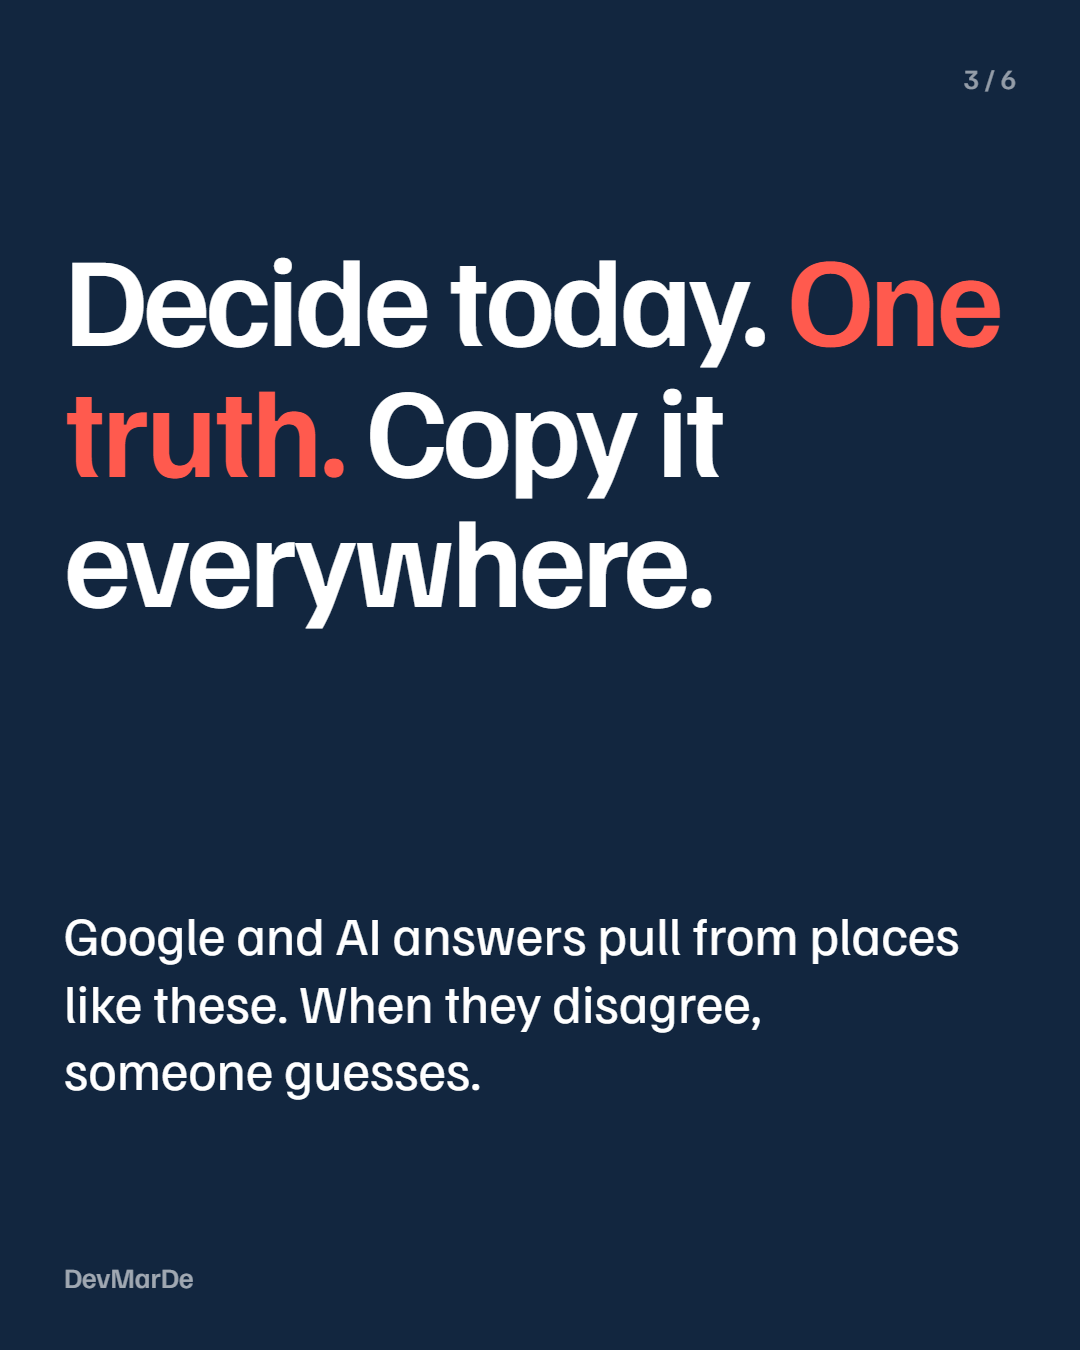 3 / 6
Decide today. One
truth. Copy it
everywhere.
Google and AI answers pull from places
like these. When they disagree,
someone guesses.
DevMarDe